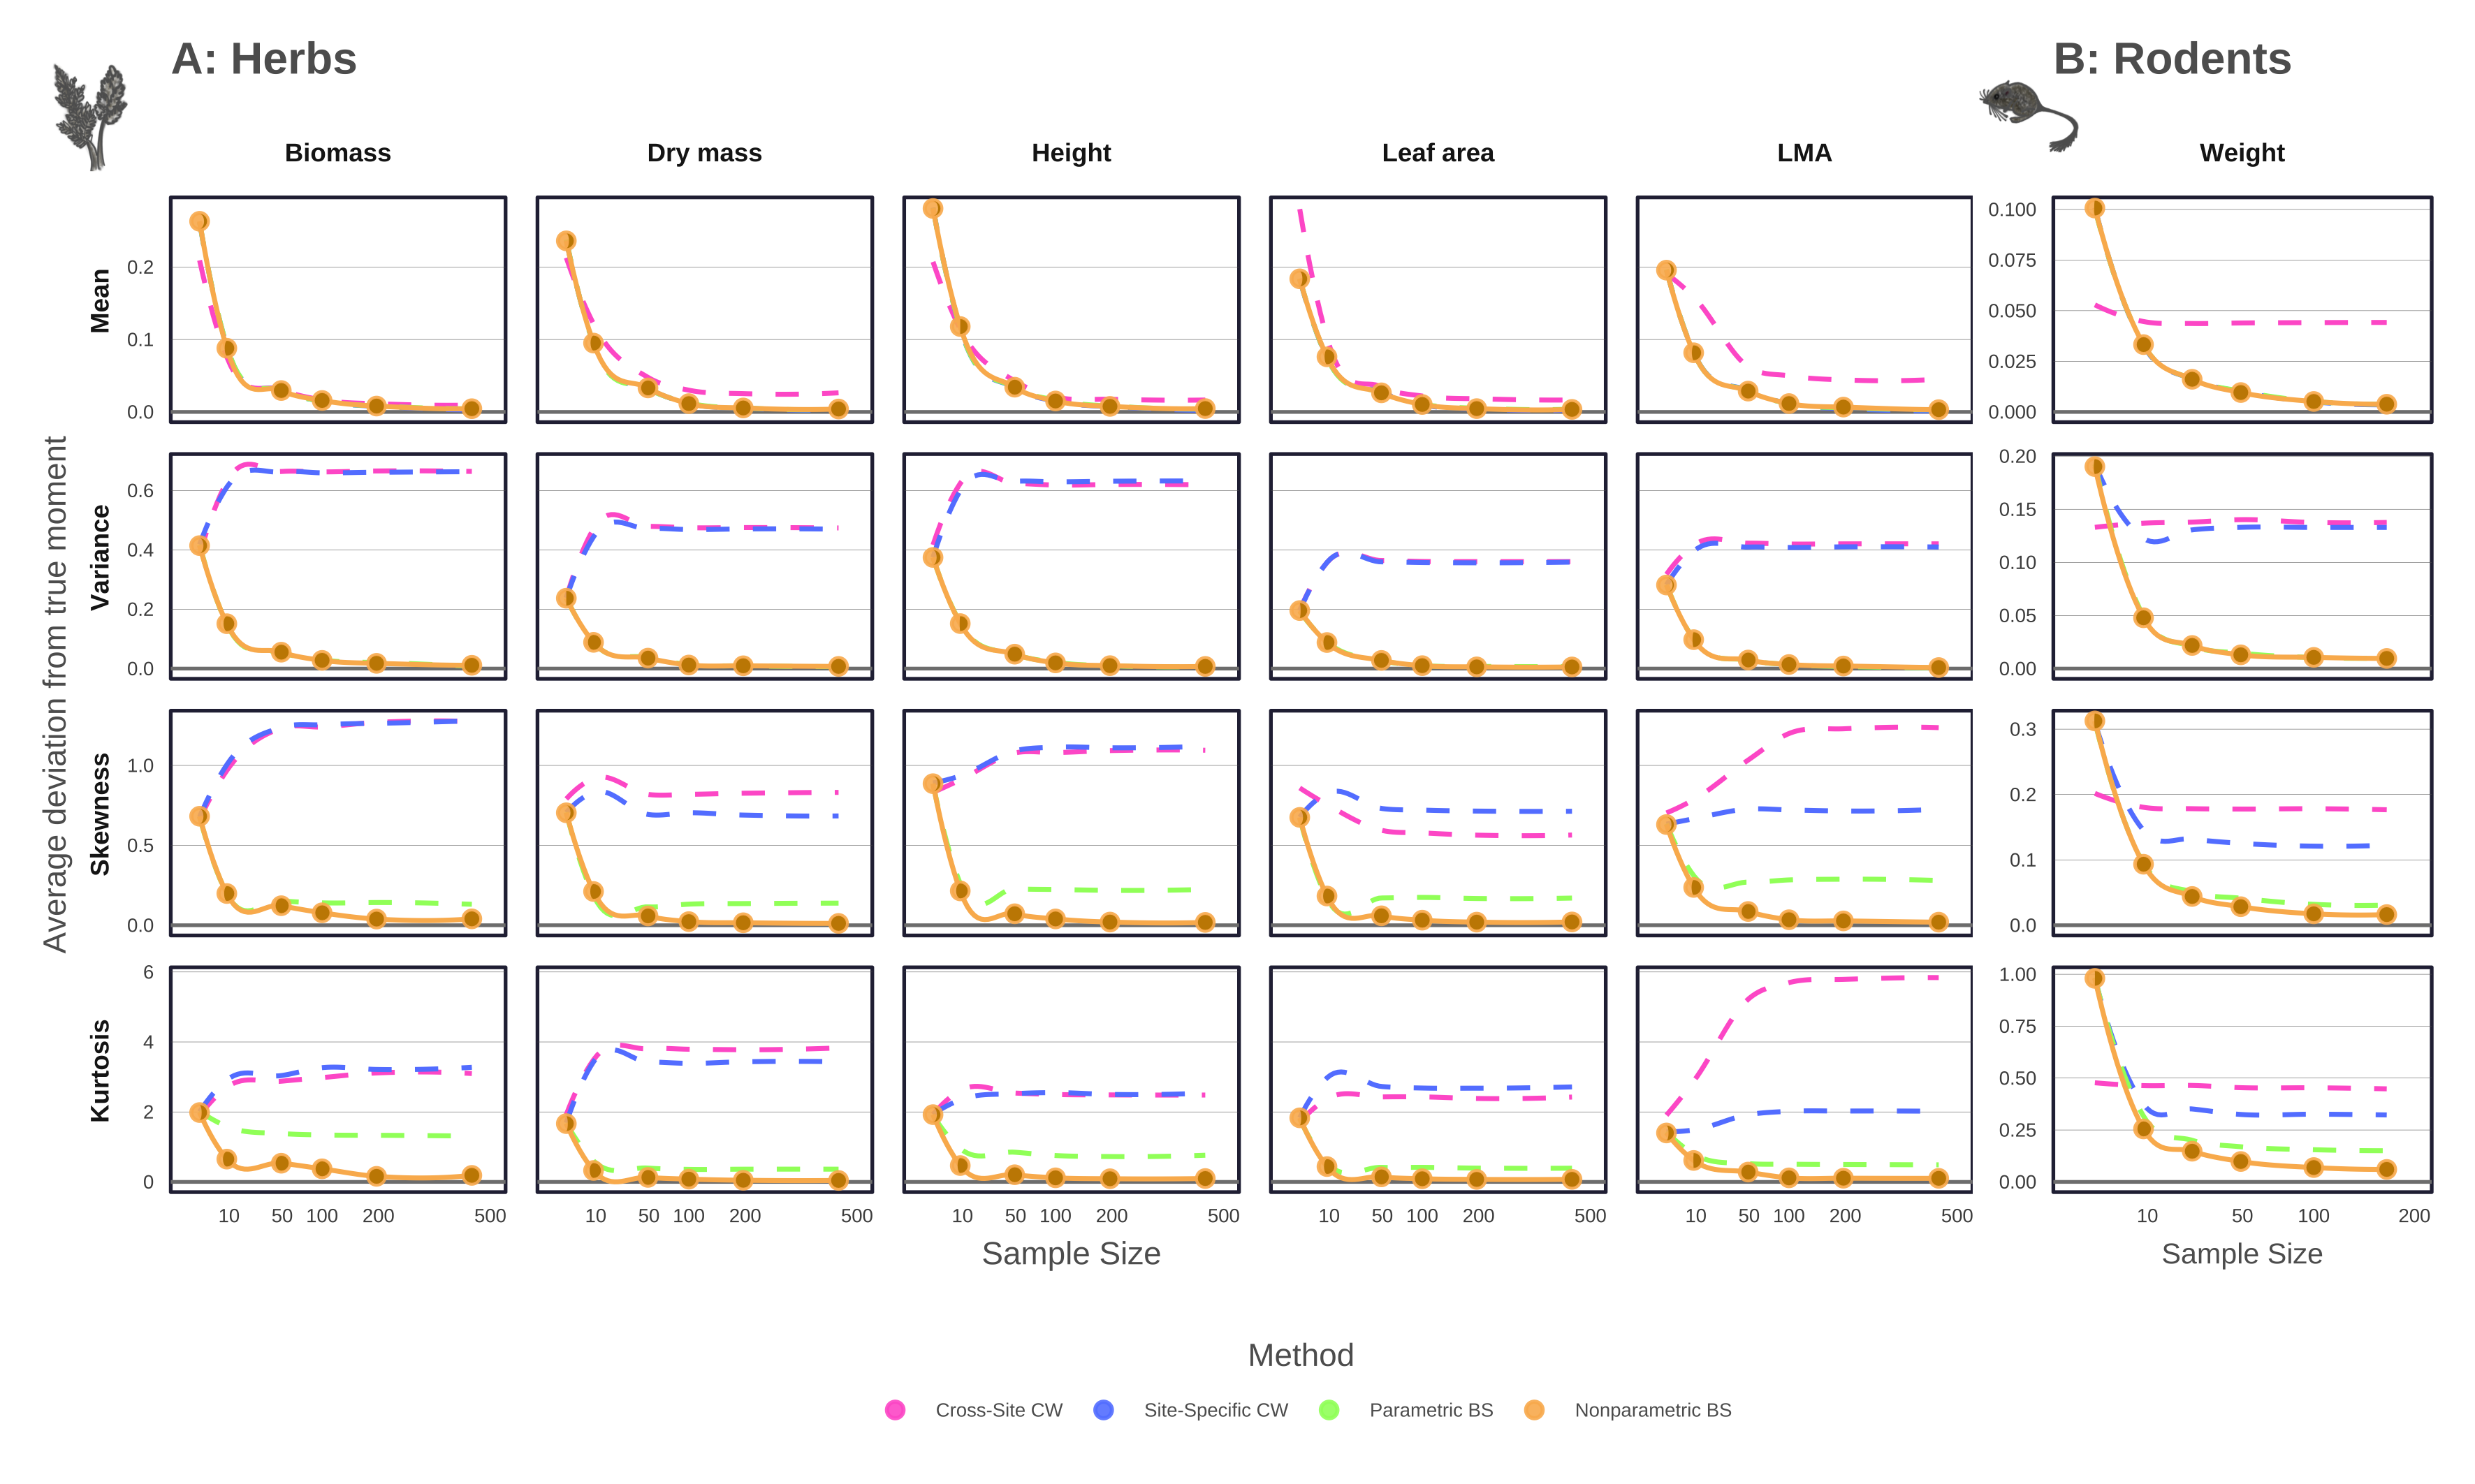 A: Herbs
B: Rodents
Biomass Dry mass Height Leaf area LMA Weight
Average deviation from true moment
Mean
0.2
0.1
0.0
0.100
0.075
0.050
0.025
0.000
Variance
0.6
0.4
0.2
0.0
0.20
0.15
0.10
0.05
0.00
Skewness
1.0
0.5
0.0
0.3
0.2
0.1
0.0
Kurtosis
6
4
2
0
1.00
0.75
0.50
0.25
0.00
10 50 100 200 500 10 50 100 200 500 10 50 100 200 500 10 50 100 200 500 10 50 100 200 500 10 50 100 200
Sample Size
Sample Size
Method
Cross-Site CW Site-Specific CW Parametric BS Nonparametric BS